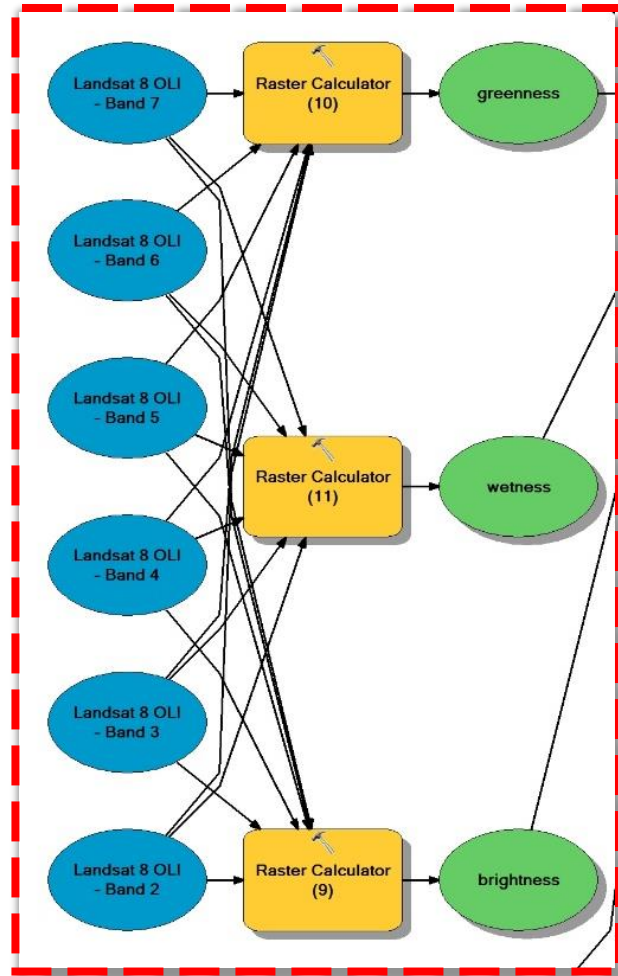 Landsat 8 OLI
- Band 7
Raster Calculator
(10)
greenness
Landsat 8 OLI
- Band 6
Landsat 8 OLI
- Band 5
Raster Calculator
(11)
wetness
Landsat 8 OLI
- Band 4
Landsat 8 OLI
- Band 3
Landsat 8 OLI
- Band 2
Raster Calculator
(9)
brightness